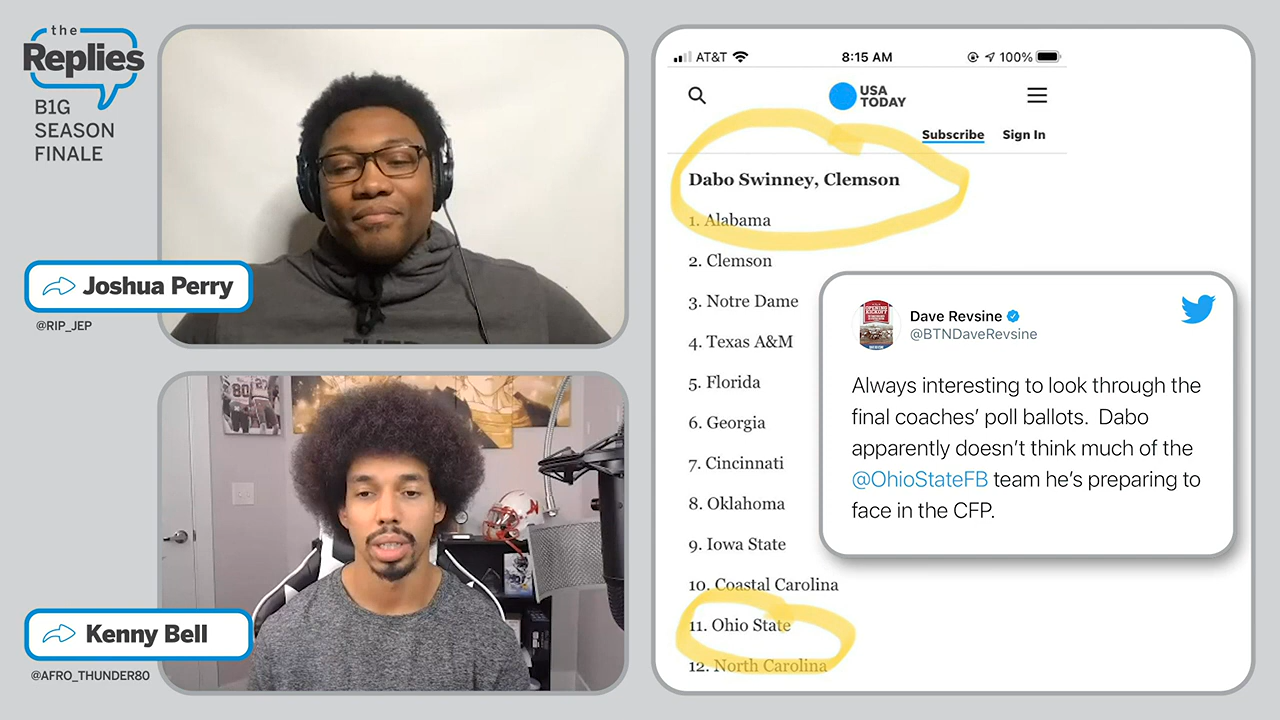 the
Replies
B1G
SEASON
FINALE
Joshua Perry
@RIP_JEP
Kenny Bell
@AFRO_THUNDER80
80
N
AT&T
8:15 AM
100%
USA
TODAY
Subscribe
Sign In
Dabo Swinney, Clemson
1. Alabama
2. Clemson
3. Notre Dame
4. Texas A&M
5. Florida
6. Georgia
7. Cincinnati
8. Oklahoma
9. Iowa State
10. Coastal Carolina
11. Ohio State
12. North Carolina
Dave Revsine
@BTNDaveRevsine
Always interesting to look through the
final coaches’ poll ballots. Dabo
apparently doesn’t think much of the
@OhioStateFB team he’s preparing to
face in the CFP.